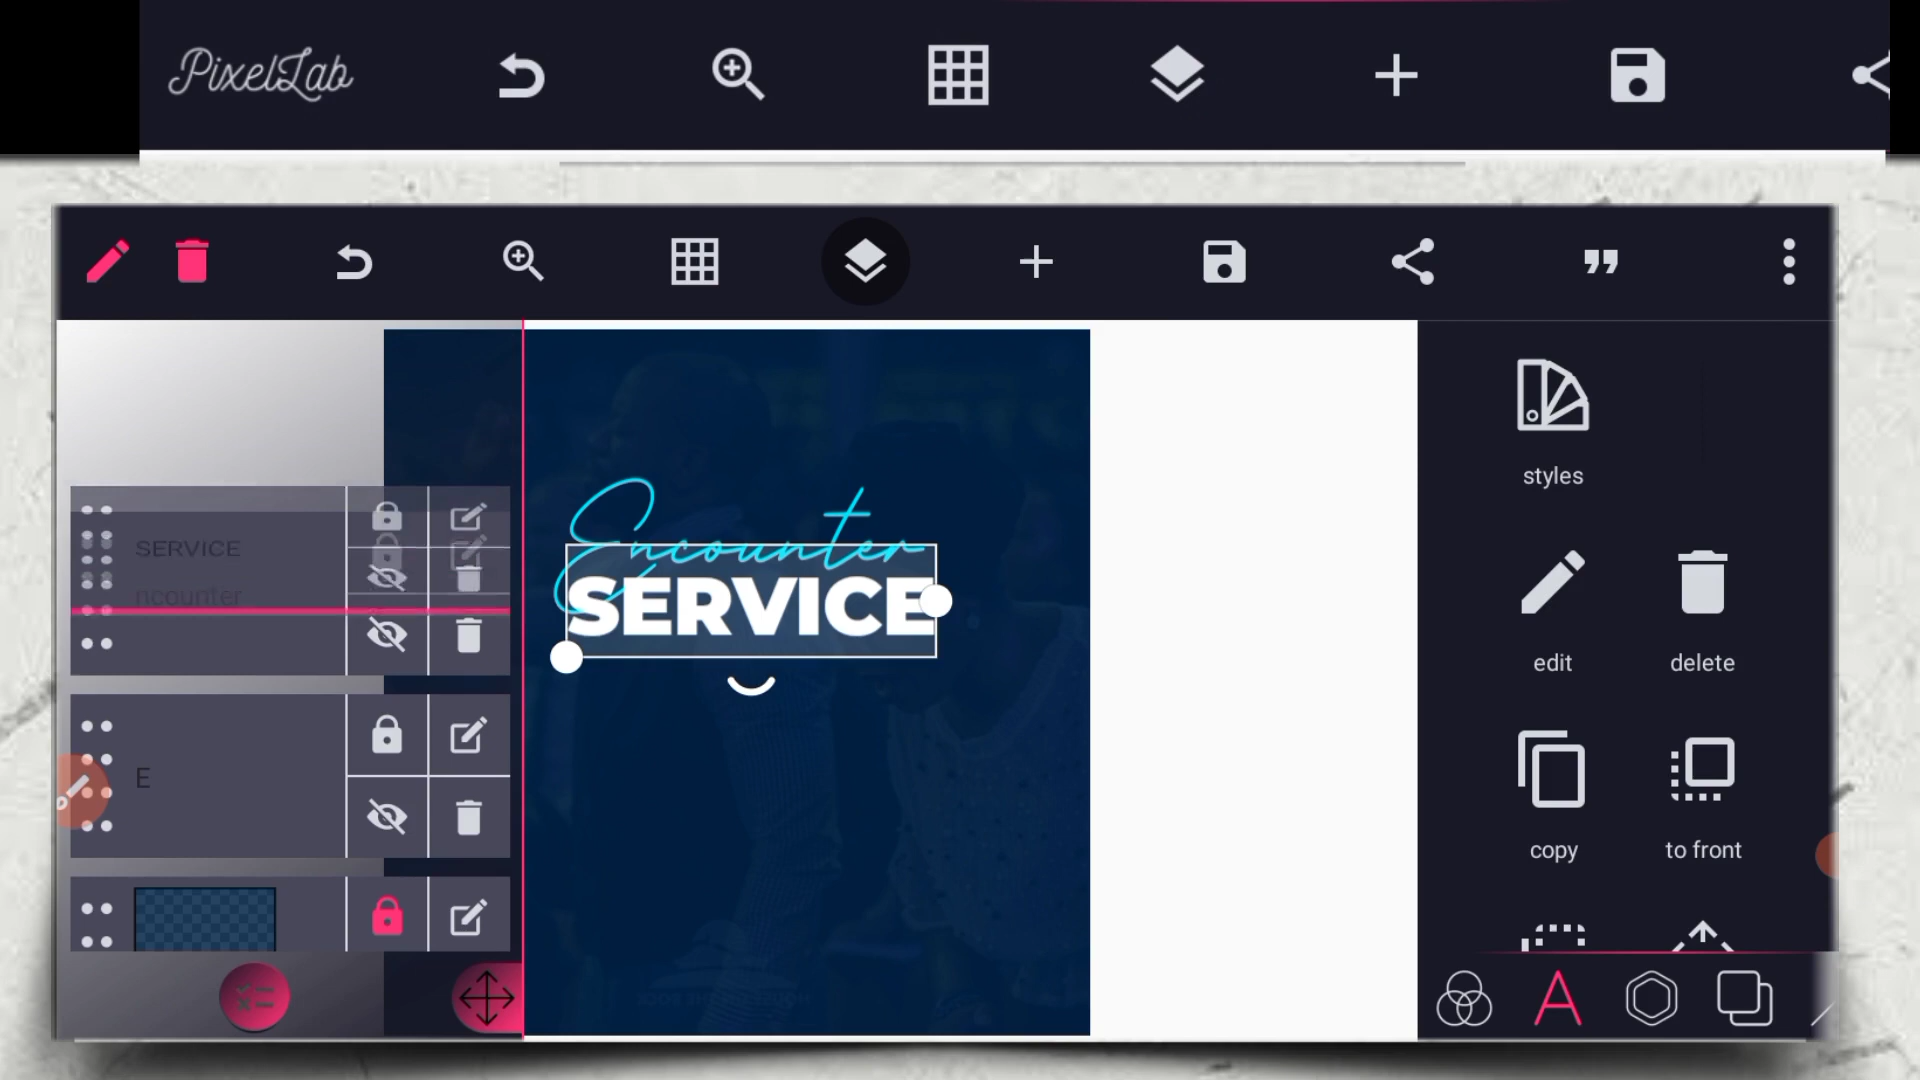 PixelLab
SERVICE
ncounter
E
Encounter
SERVICE
styles
edit
delete
copy
to front
A